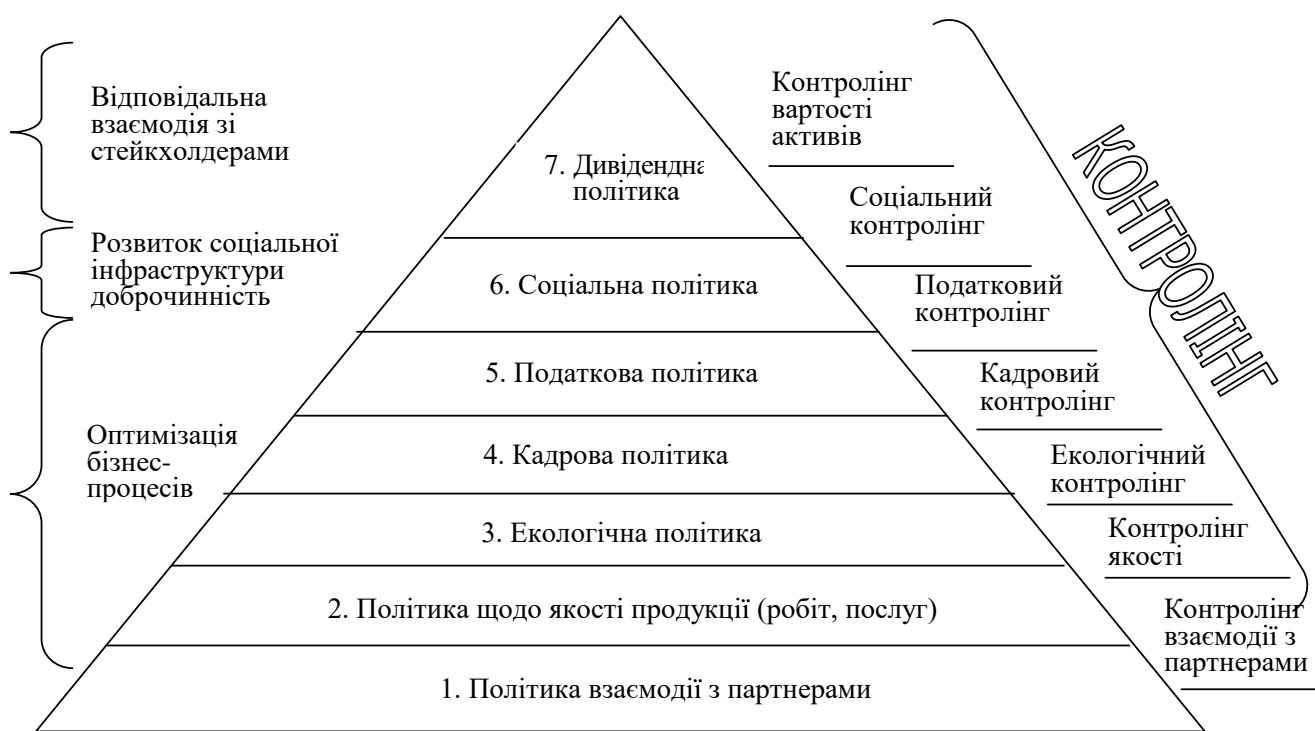 Відповідальна
взаємодія зі
стейкхолдерами
Розвиток соціальної
інфраструктури
доброчинність
Оптимізація
бізнес-
процесів
7. Дивідендна
політика
6. Соціальна політика
5. Податкова політика
4. Кадрова політика
3. Екологічна політика
2. Політика щодо якості продукції (робіт, послуг)
1. Політика взаємодії з партнерами
Контролінг
вартості
активів
Соціальний
контролінг
Податковий
контролінг
Кадровий
контролінг
Екологічний
контролінг
Контролінг
якості
Контролінг
взаємодії з
партнерами
КОНТРОЛІНГ